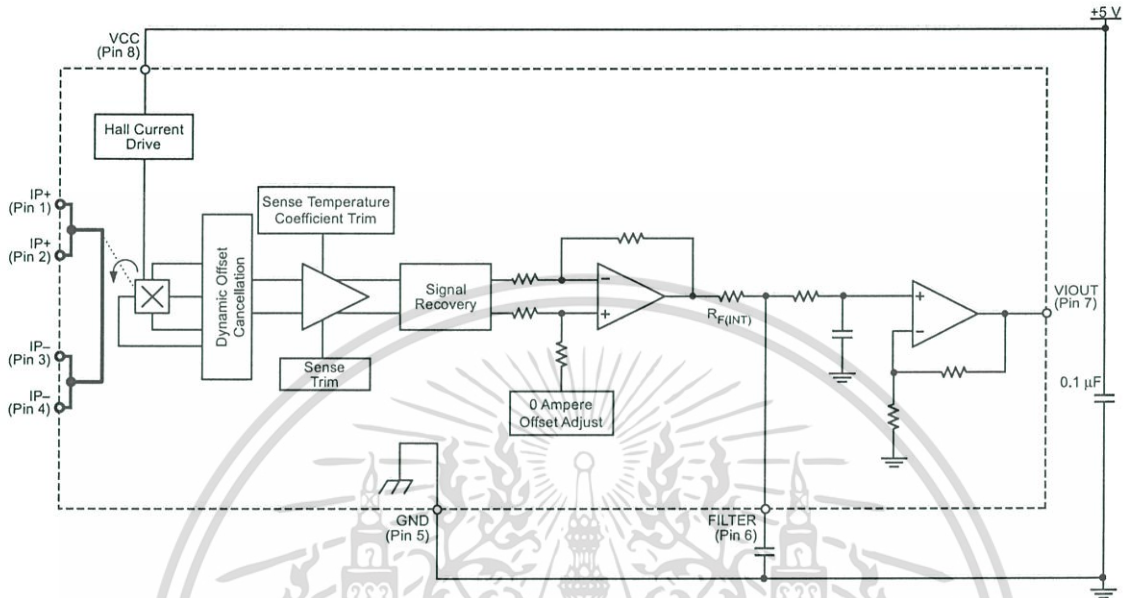 +5 V
VCC
(Pin 8)
Hall Current
Drive
IP+
(Pin 1)
IP+
(Pin 2)
IP−
(Pin 3)
IP−
(Pin 4)
Dynamic Offset
Cancellation
Sense Temperature
Coefficient Trim
Sense
Trim
Signal
Recovery
0 Ampere
Offset Adjust
−
+
RF(INT)
+
−
VIOUT
(Pin 7)
0.1 μF
GND
(Pin 5)
FILTER
(Pin 6)